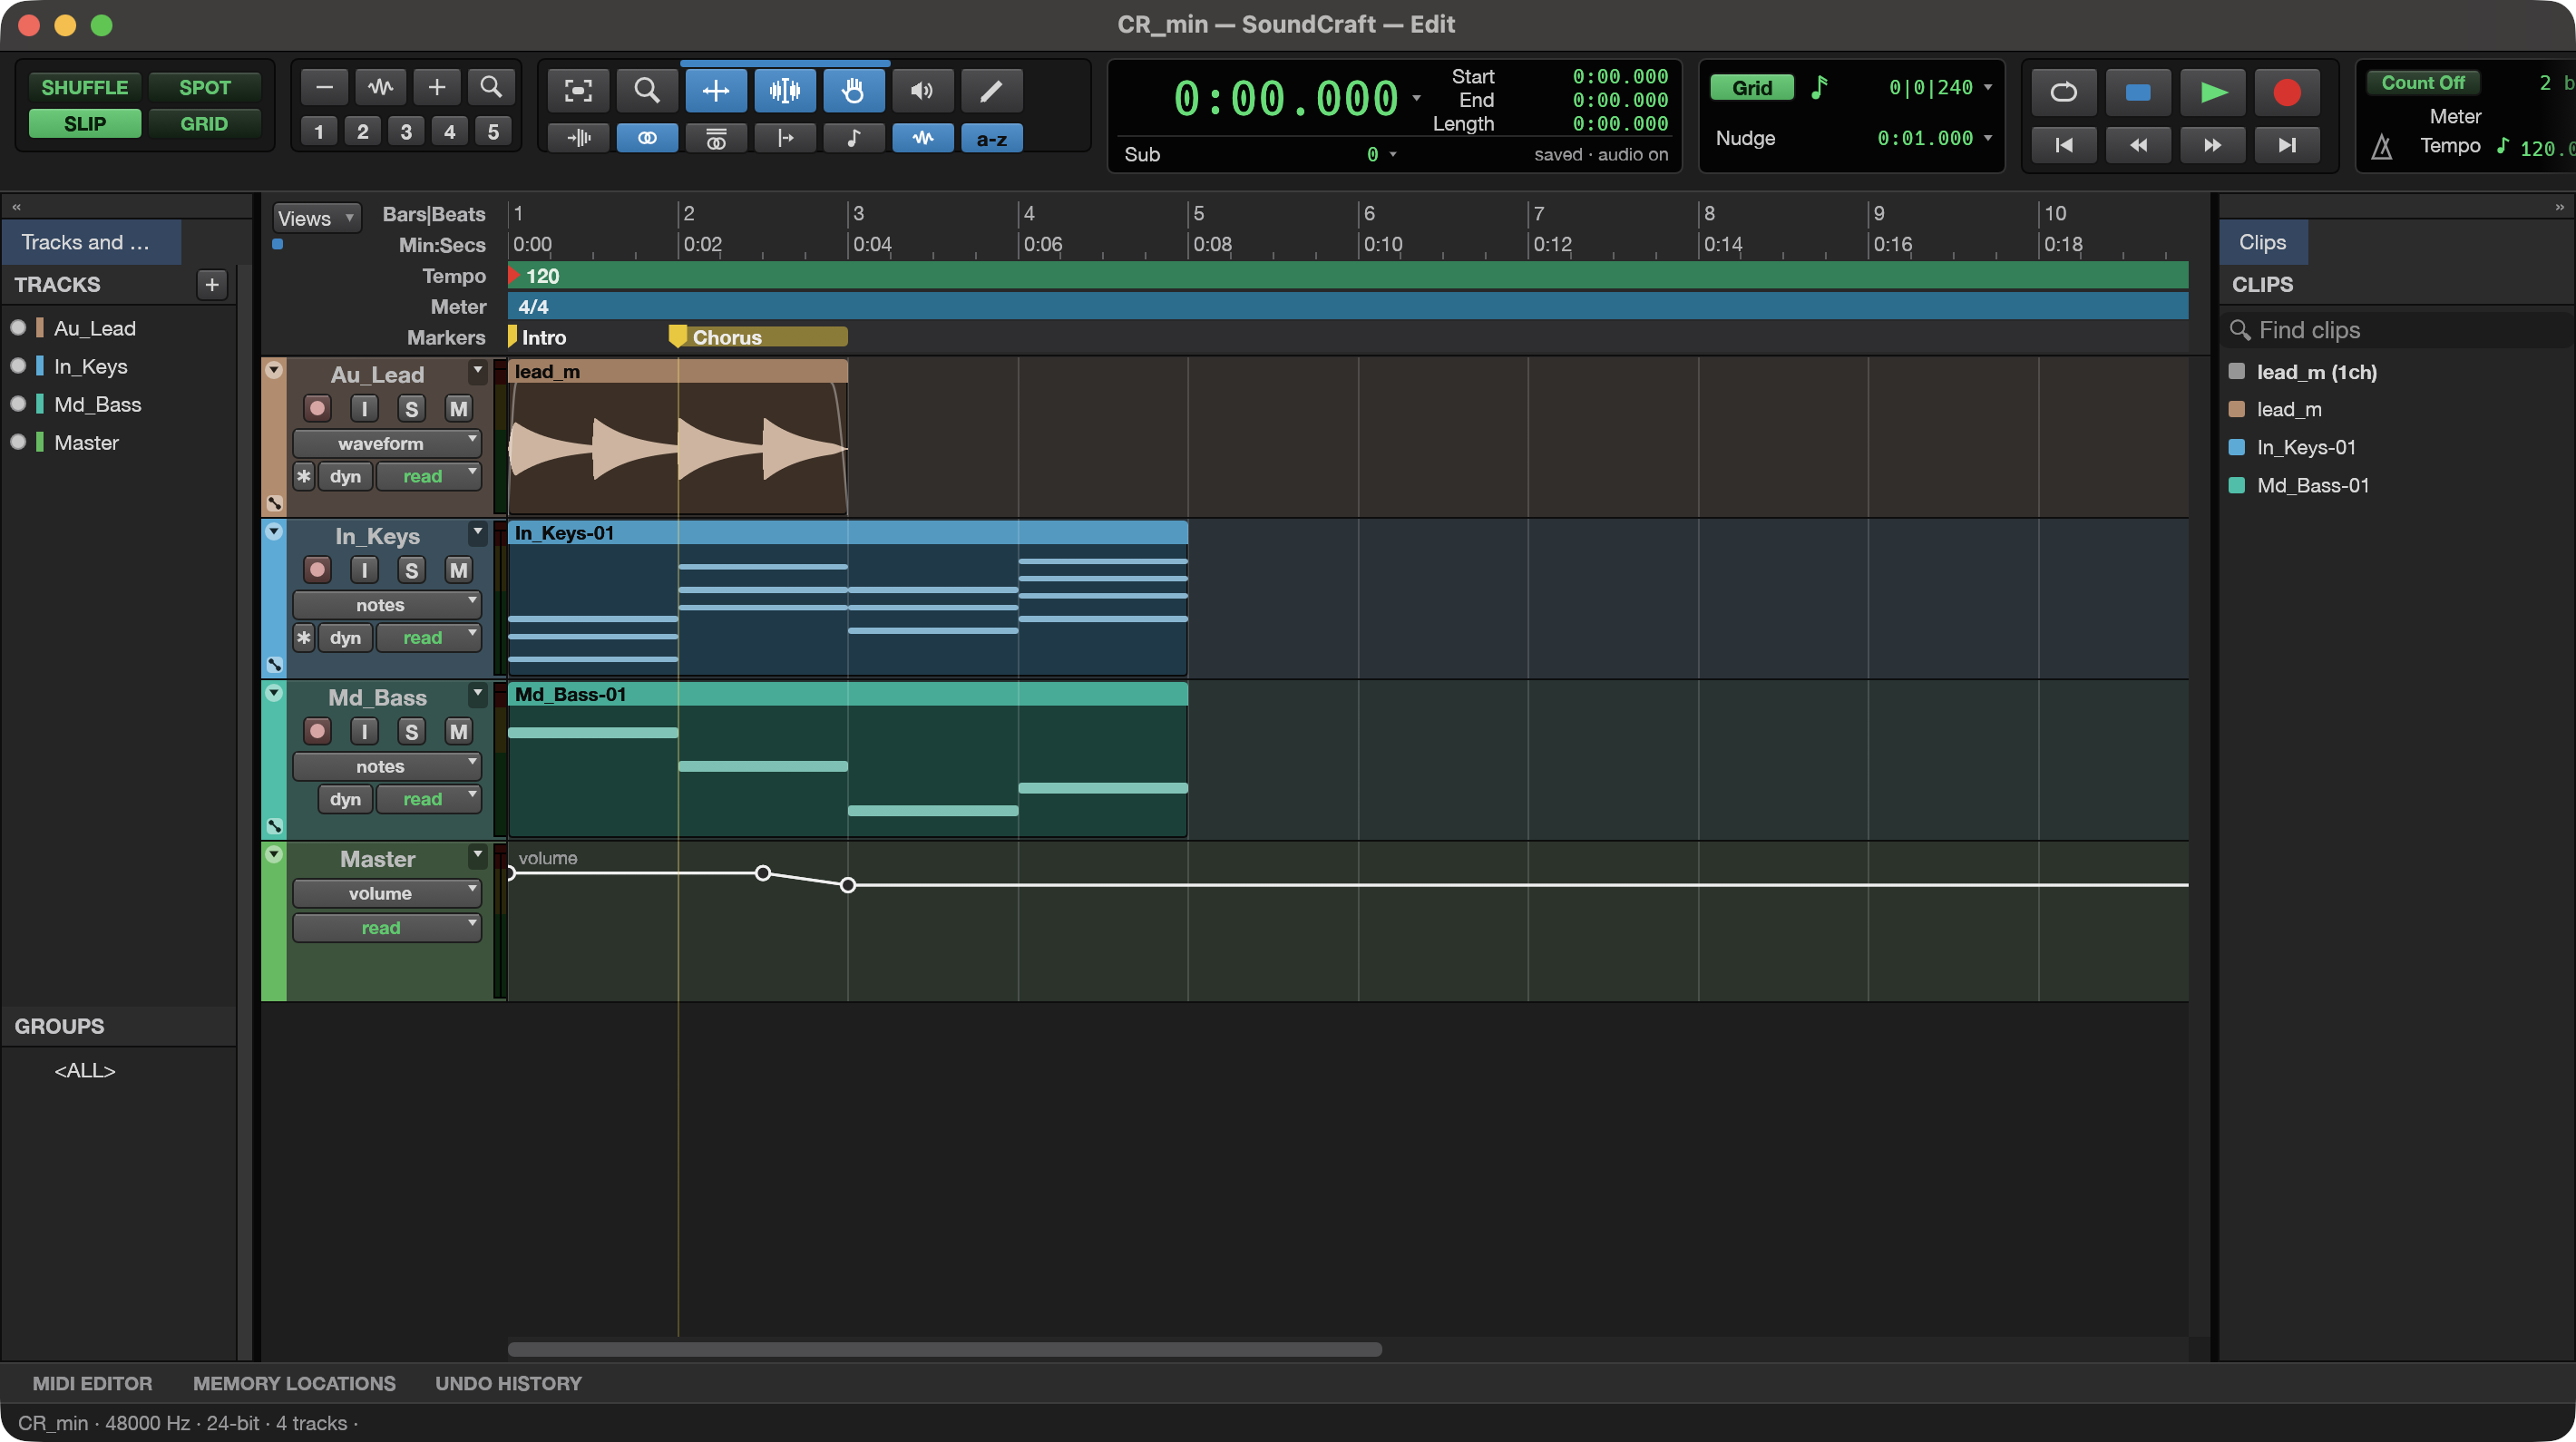 CR_min — SoundCraft — Edit
SHUFFLE SPOT
SLIP GRID
1 2 3 4 5
a-z
0:00.000
Start 0:00.000
End 0:00.000
Length 0:00.000
Sub 0 saved · audio on
Grid 0|0|240
Nudge 0:01.000
Count Off 2 b
Meter
Tempo 120.0
« Tracks and ...
TRACKS +
Au_Lead
In_Keys
Md_Bass
Master
GROUPS
<ALL>
Views
Bars|Beats 1 2 3 4 5 6 7 8 9 10
Min:Secs 0:00 0:02 0:04 0:06 0:08 0:10 0:12 0:14 0:16 0:18
Tempo 120
Meter 4/4
Markers Intro Chorus
Au_Lead
I S M
waveform
* dyn read
lead_m
In_Keys
I S M
notes
* dyn read
In_Keys-01
Md_Bass
I S M
notes
dyn read
Md_Bass-01
Master
volume
read
volume
»
Clips
CLIPS
Find clips
lead_m (1ch)
lead_m
In_Keys-01
Md_Bass-01
MIDI EDITOR MEMORY LOCATIONS UNDO HISTORY
CR_min · 48000 Hz · 24-bit · 4 tracks ·